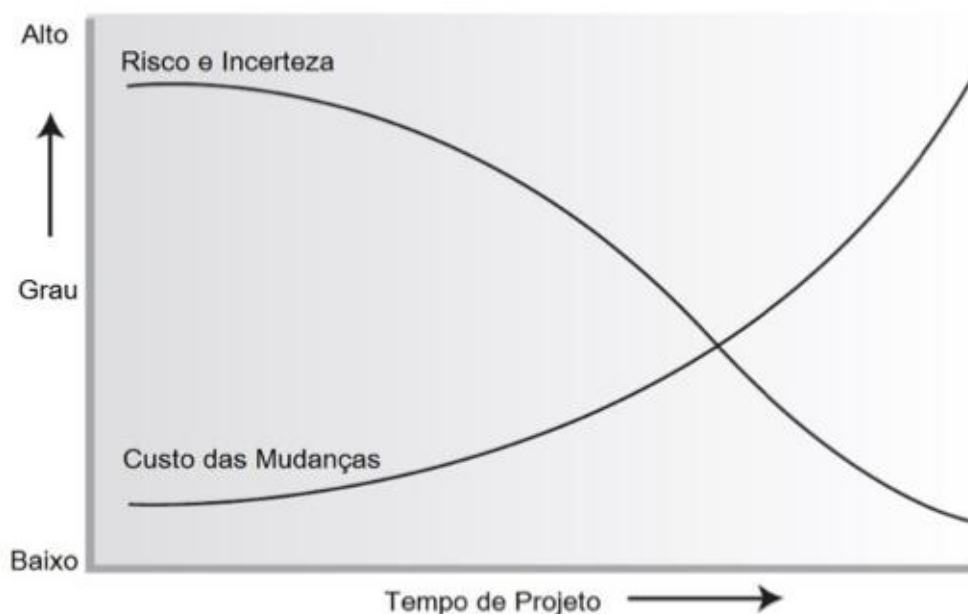 Alto
Risco e Incerteza
Grau
Custo das Mudanças
Baixo
Tempo de Projeto